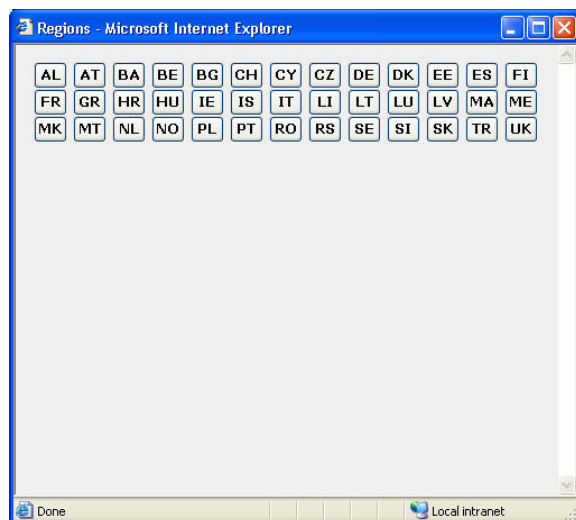 Regions - Microsoft Internet Explorer
AL AT BA BE BG CH CY CZ DE DK EE ES FI
FR GR HR HU IE IS IT LI LT LU LV MA ME
MK MT NL NO PL PT RO RS SE SI SK TR UK
Done Local intranet